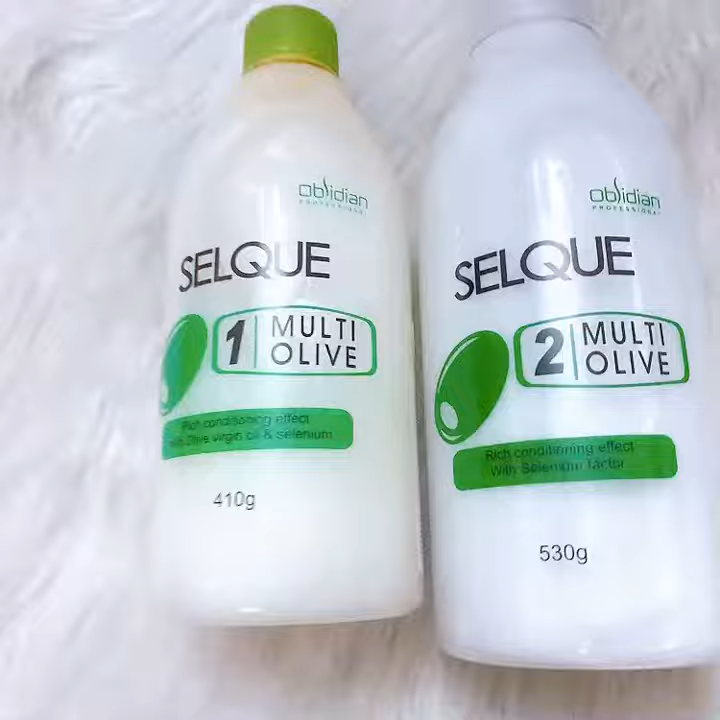 obsidian
PROFESSIONAL
SELQUE
1 MULTI
OLIVE
Rich conditioning effect
with Olive virgin oil & selenium
410g
obsidian
PROFESSIONAL
SELQUE
2 MULTI
OLIVE
Rich conditioning effect
With Selenium factor
530g